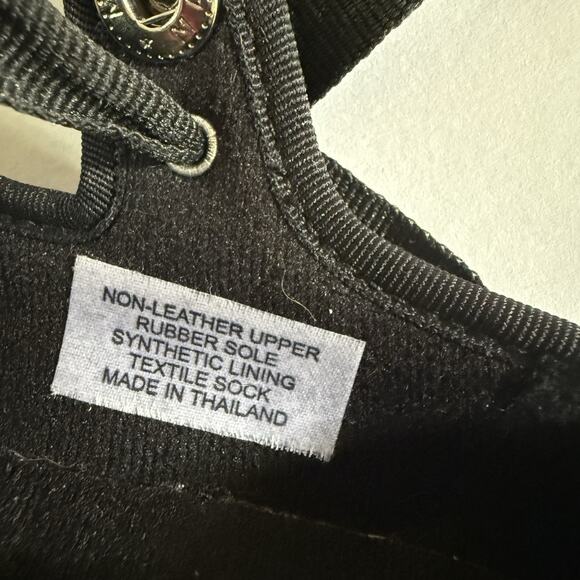 NON-LEATHER UPPER
RUBBER SOLE
SYNTHETIC LINING
TEXTILE SOCK
MADE IN THAILAND